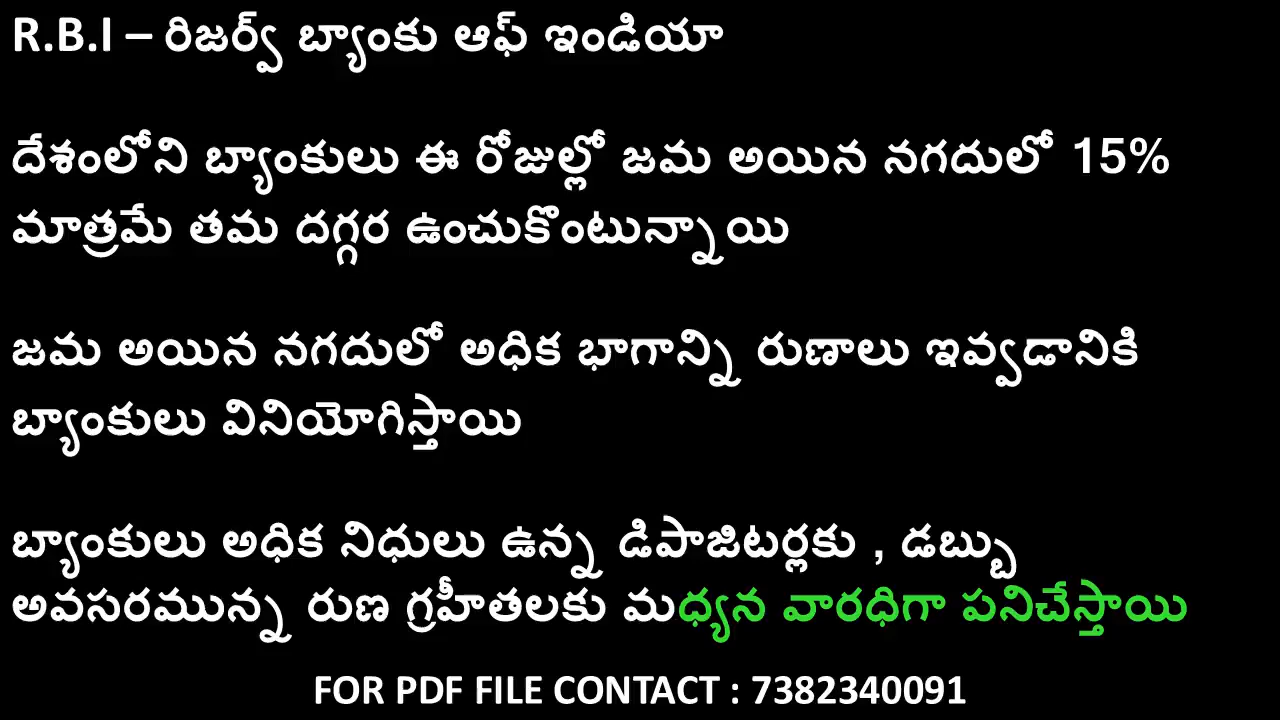 R.B.I – రిజర్వ్ బ్యాంకు ఆఫ్ ఇండియా
దేశంలోని బ్యాంకులు ఈ రోజుల్లో జమ అయిన నగదులో 15%
మాత్రమే తమ దగ్గర ఉంచుకొంటున్నాయి
జమ అయిన నగదులో అధిక భాగాన్ని రుణాలు ఇవ్వడానికి
బ్యాంకులు వినియోగిస్తాయి
బ్యాంకులు అధిక నిధులు ఉన్న డిపాజిటర్లకు , డబ్బు
అవసరమున్న రుణ గ్రహీతలకు మధ్యన వారధిగా పనిచేస్తాయి
FOR PDF FILE CONTACT : 7382340091